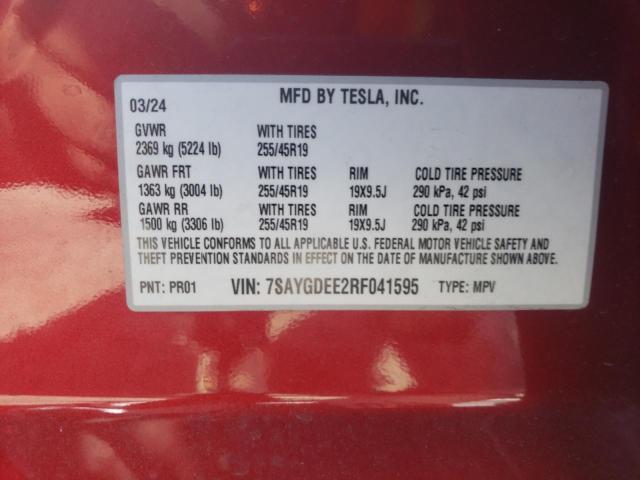 MFD BY TESLA, INC.
03/24
GVWR WITH TIRES
2369 kg (5224 lb) 255/45R19
GAWR FRT WITH TIRES RIM COLD TIRE PRESSURE
1363 kg (3004 lb) 255/45R19 19X9.5J 290 kPa, 42 psi
GAWR RR WITH TIRES RIM COLD TIRE PRESSURE
1500 kg (3306 lb) 255/45R19 19X9.5J 290 kPa, 42 psi
THIS VEHICLE CONFORMS TO ALL APPLICABLE U.S. FEDERAL MOTOR VEHICLE SAFETY AND
THEFT PREVENTION STANDARDS IN EFFECT ON DATE OF MANUFACTURE SHOWN ABOVE.
PNT: PR01 VIN: 7SAYGDEE2RF041595 TYPE: MPV